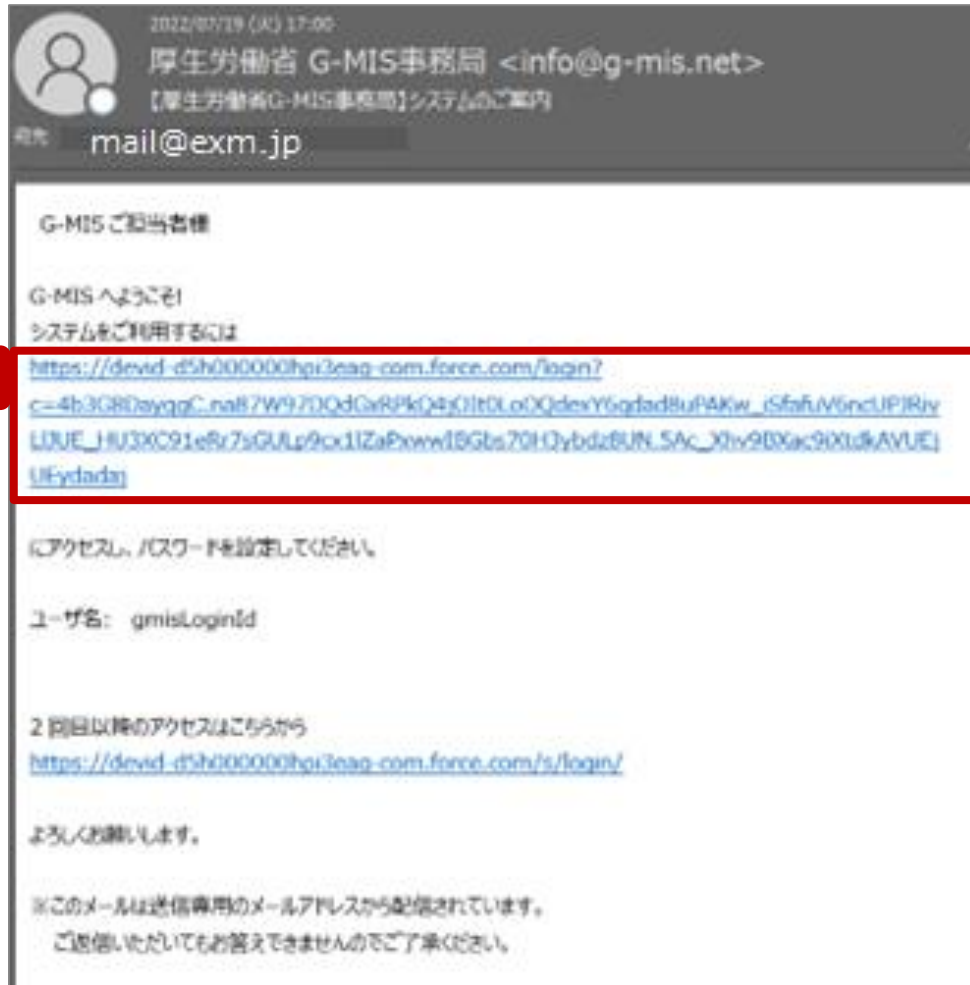 2022/07/19 (火) 17:00
厚生労働省 G-MIS事務局 <info@g-mis.net>
【厚生労働省G-MIS事務局】システムのご案内
宛先 mail@exm.jp
G-MIS ご担当者様
G-MIS へようこそ!
システムをご利用するには
https://devid-d5h000000hpi3eag-com.force.com/login?
にアクセスし、パスワードを設定してください。
ユーザ名: gmisLoginId
2 回目以降のアクセスはこちらから
https://devid-d5h000000hpi3eag-com.force.com/s/login/
よろしくお願いします。
※このメールは送信専用のメールアドレスから配信されています。
ご返信いただいてもお答えできませんのでご了承ください。